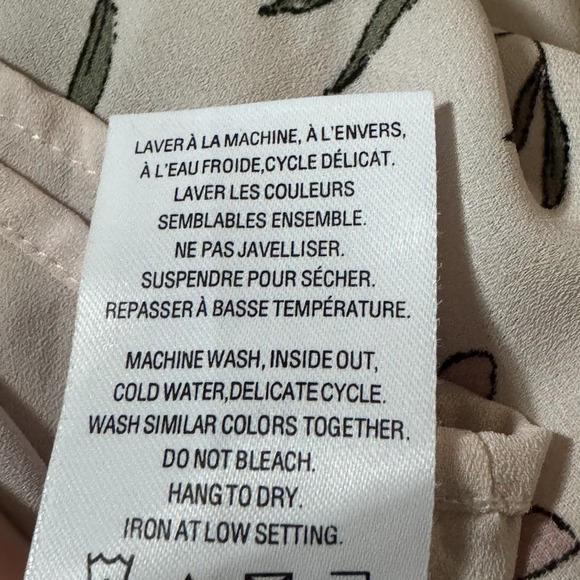 LAVER À LA MACHINE, À L'ENVERS,
À L'EAU FROIDE,CYCLE DÉLICAT.
LAVER LES COULEURS
SEMBLABLES ENSEMBLE.
NE PAS JAVELLISER.
SUSPENDRE POUR SÉCHER.
REPASSER À BASSE TEMPÉRATURE.
MACHINE WASH, INSIDE OUT,
COLD WATER,DELICATE CYCLE.
WASH SIMILAR COLORS TOGETHER.
DO NOT BLEACH.
HANG TO DRY.
IRON AT LOW SETTING.